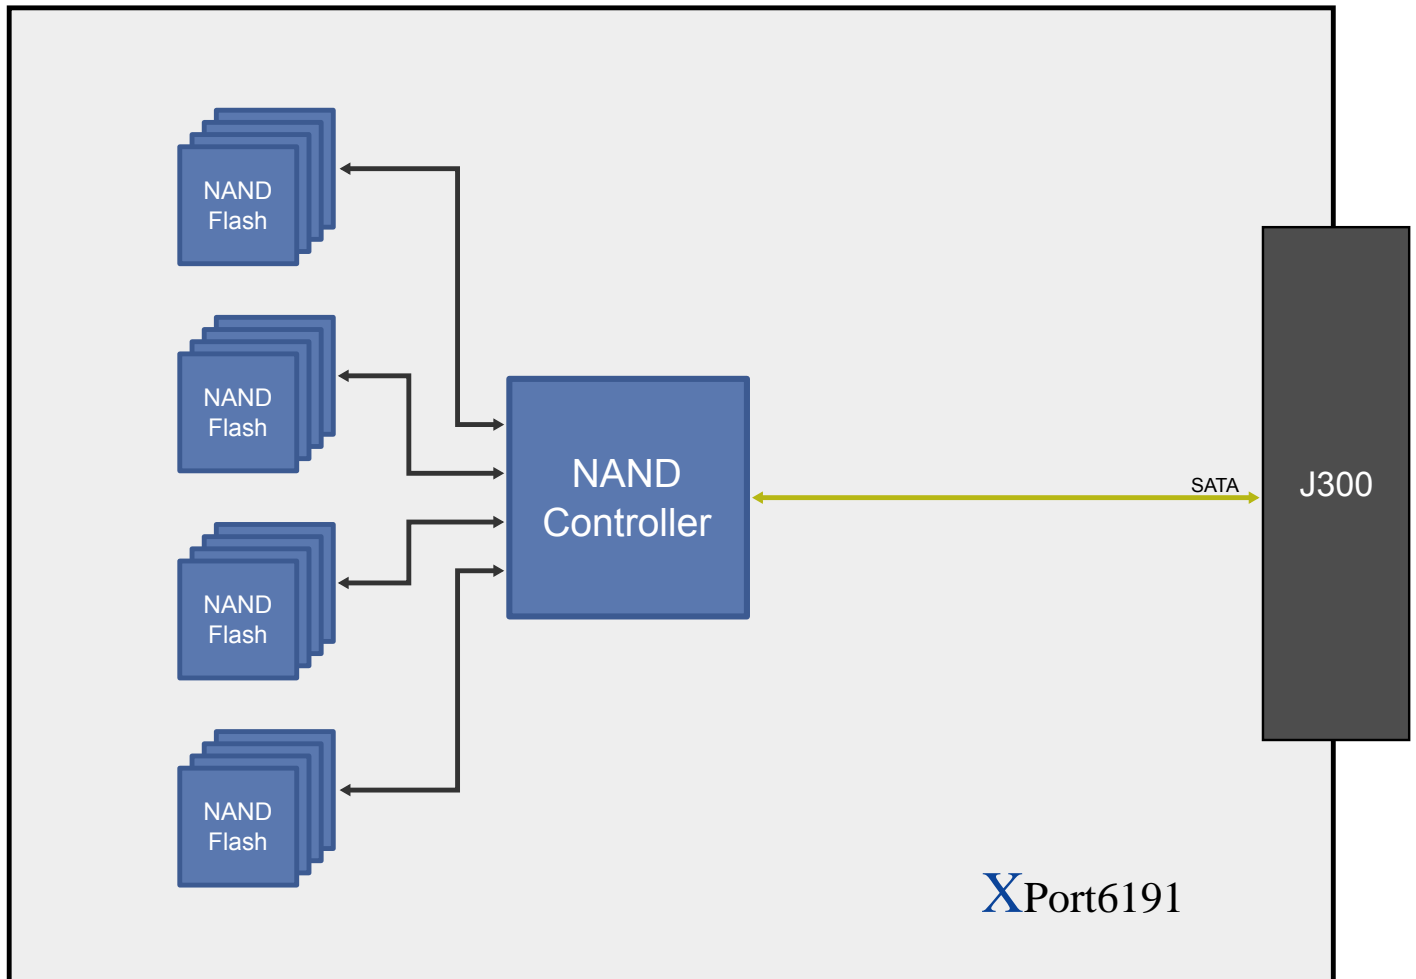 NAND
Flash
NAND
Flash
NAND
Controller
SATA
J300
NAND
Flash
NAND
Flash
XPort6191